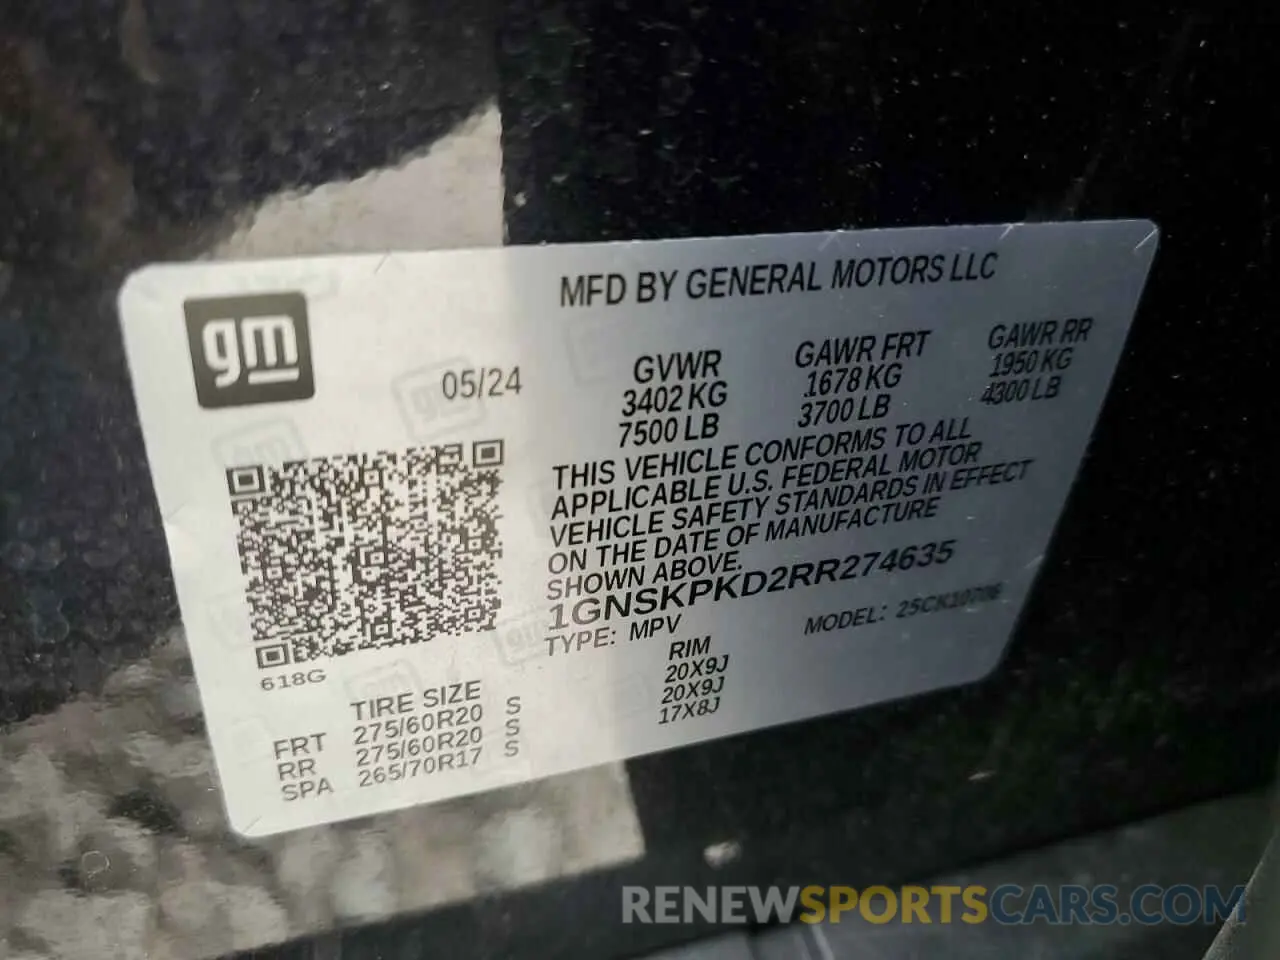 MFD BY GENERAL MOTORS LLC
gm
05/24
GVWR GAWR FRT GAWR RR
3402 KG 1678 KG 1950 KG
7500 LB 3700 LB 4300 LB
THIS VEHICLE CONFORMS TO ALL
APPLICABLE U.S. FEDERAL MOTOR
VEHICLE SAFETY STANDARDS IN EFFECT
ON THE DATE OF MANUFACTURE
SHOWN ABOVE.
1GNSKPKD2RR274635
TYPE: MPV MODEL:
618G
TIRE SIZE RIM
FRT 275/60R20 S 20X9J
RR 275/60R20 S 20X9J
SPA 265/70R17 S 17X8J
RENEWSPORTSCARS.COM